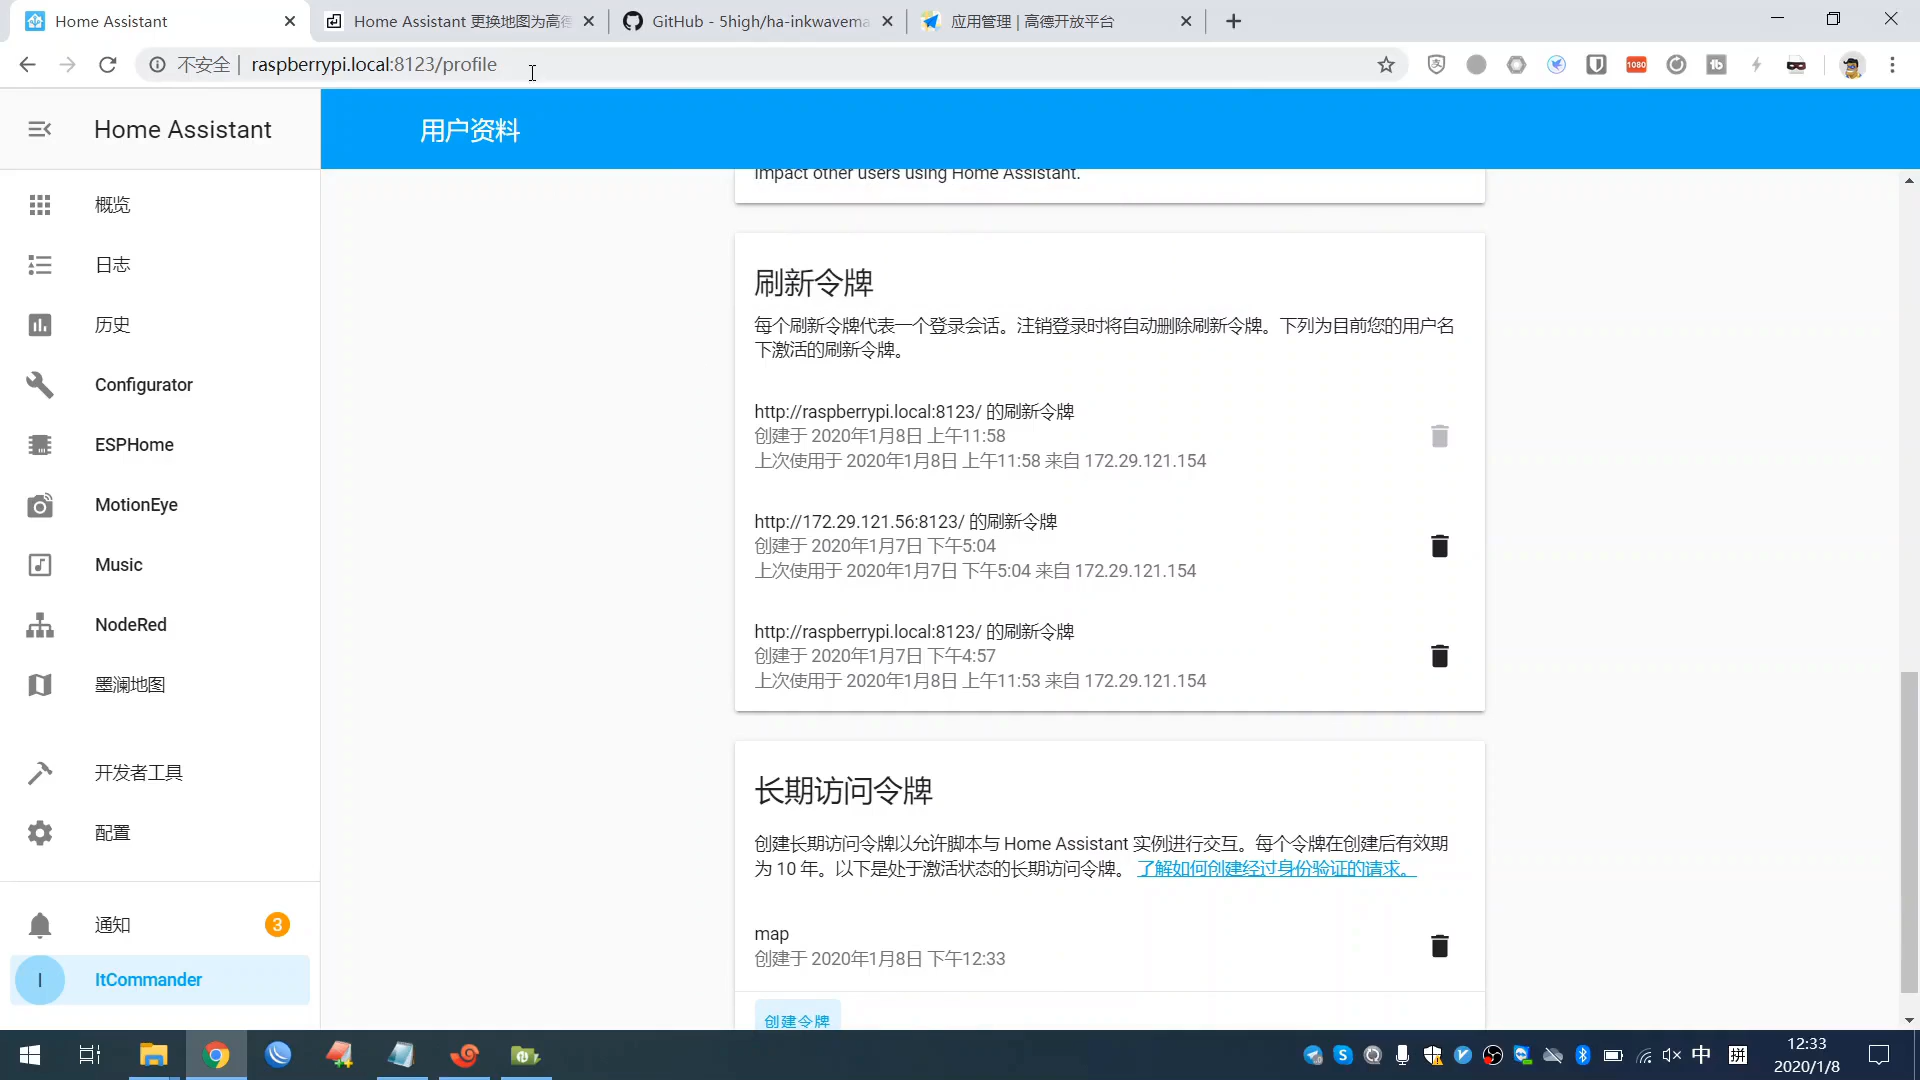 Home Assistant
Home Assistant 更换地图为高德
GitHub - 5high/ha-inkwavema
应用管理 | 高德开放平台
不安全 | raspberrypi.local:8123/profile
1080
Home Assistant
用户资料
概览
日志
历史
Configurator
ESPHome
MotionEye
Music
NodeRed
墨澜地图
开发者工具
配置
通知
3
I
ItCommander
impact other users using Home Assistant.
刷新令牌
每个刷新令牌代表一个登录会话。注销登录时将自动删除刷新令牌。下列为目前您的用户名
下激活的刷新令牌。
http://raspberrypi.local:8123/ 的刷新令牌
创建于 2020年1月8日 上午11:58
上次使用于 2020年1月8日 上午11:58 来自 172.29.121.154
http://172.29.121.56:8123/ 的刷新令牌
创建于 2020年1月7日 下午5:04
上次使用于 2020年1月7日 下午5:04 来自 172.29.121.154
http://raspberrypi.local:8123/ 的刷新令牌
创建于 2020年1月7日 下午4:57
上次使用于 2020年1月8日 上午11:53 来自 172.29.121.154
长期访问令牌
创建长期访问令牌以允许脚本与 Home Assistant 实例进行交互。每个令牌在创建后有效期
为 10 年。以下是处于激活状态的长期访问令牌。 了解如何创建经过身份验证的请求。
map
创建于 2020年1月8日 下午12:33
创建令牌
中
拼
12:33
2020/1/8